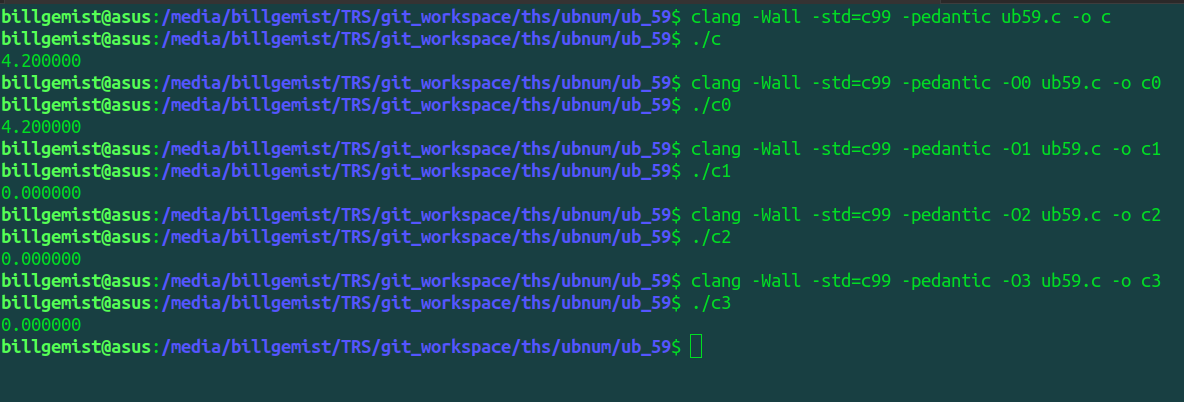 billgemist@asus:/media/billgemist/TRS/git_workspace/ths/ubnum/ub_59$ clang -Wall -std=c99 -pedantic ub59.c -o c
billgemist@asus:/media/billgemist/TRS/git_workspace/ths/ubnum/ub_59$ ./c
4.200000
billgemist@asus:/media/billgemist/TRS/git_workspace/ths/ubnum/ub_59$ clang -Wall -std=c99 -pedantic -O0 ub59.c -o c0
billgemist@asus:/media/billgemist/TRS/git_workspace/ths/ubnum/ub_59$ ./c0
4.200000
billgemist@asus:/media/billgemist/TRS/git_workspace/ths/ubnum/ub_59$ clang -Wall -std=c99 -pedantic -O1 ub59.c -o c1
billgemist@asus:/media/billgemist/TRS/git_workspace/ths/ubnum/ub_59$ ./c1
0.000000
billgemist@asus:/media/billgemist/TRS/git_workspace/ths/ubnum/ub_59$ clang -Wall -std=c99 -pedantic -O2 ub59.c -o c2
billgemist@asus:/media/billgemist/TRS/git_workspace/ths/ubnum/ub_59$ ./c2
0.000000
billgemist@asus:/media/billgemist/TRS/git_workspace/ths/ubnum/ub_59$ clang -Wall -std=c99 -pedantic -O3 ub59.c -o c3
billgemist@asus:/media/billgemist/TRS/git_workspace/ths/ubnum/ub_59$ ./c3
0.000000
billgemist@asus:/media/billgemist/TRS/git_workspace/ths/ubnum/ub_59$